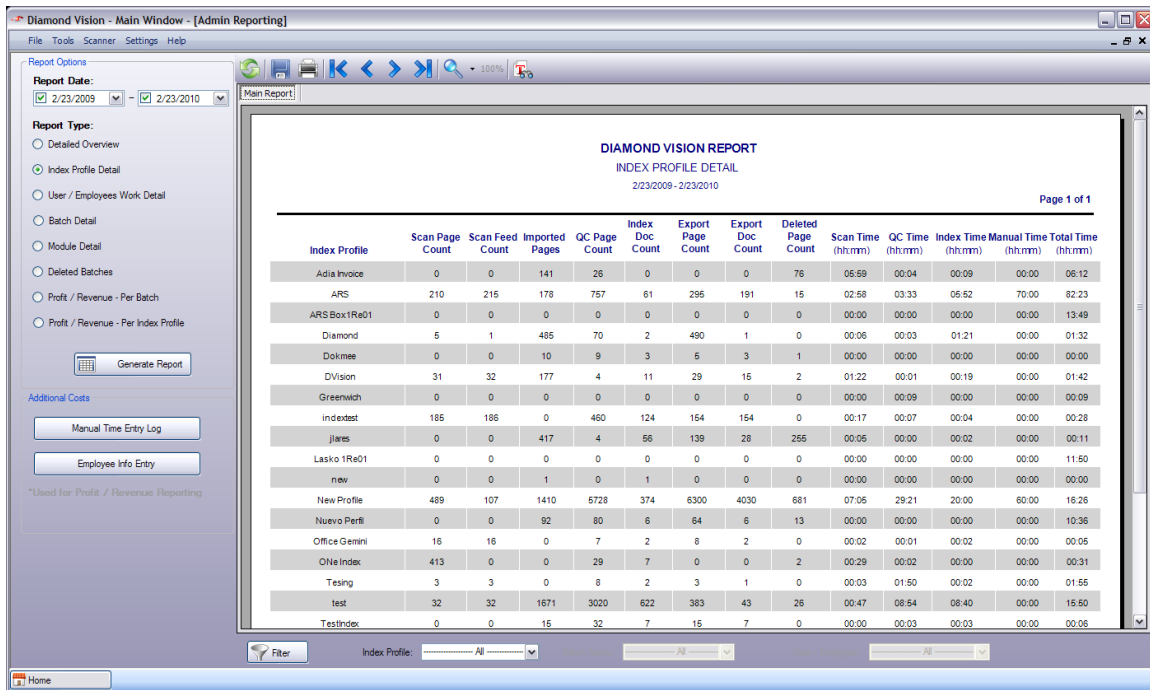 Diamond Vision - Main Window - [Admin Reporting]
File Tools Scanner Settings Help
Report Options
Report Date:
2/23/2009 - 2/23/2010
Report Type:
Detailed Overview
Index Profile Detail
User / Employees Work Detail
Batch Detail
Module Detail
Deleted Batches
Profit / Revenue - Per Batch
Profit / Revenue - Per Index Profile
Generate Report
Additional Costs
Manual Time Entry Log
Employee Info Entry
*Used for Profit / Revenue Reporting
100%
Main Report
DIAMOND VISION REPORT
INDEX PROFILE DETAIL
2/23/2009 - 2/23/2010
Page 1 of 1
Index Profile Scan Page Count Scan Feed Count Imported Pages QC Page Count Index Doc Count Export Page Count Export Doc Count Deleted Page Count Scan Time (hh:mm) QC Time (hh:mm) Index Time (hh:mm) Manual Time (hh:mm) Total Time (hh:mm)
Adia Invoice 0 0 141 26 0 0 0 76 05:59 00:04 00:09 00:00 06:12
ARS 210 215 178 757 61 295 191 15 02:58 03:33 05:52 70:00 82:23
ARS Box1Re01 0 0 0 0 0 0 0 0 00:00 00:00 00:00 00:00 13:49
Diamond 5 1 485 70 2 490 1 0 00:06 00:03 01:21 00:00 01:32
Dokmee 0 0 10 9 3 5 3 1 00:00 00:00 00:00 00:00 00:00
DVision 31 32 177 4 11 29 15 2 01:22 00:01 00:19 00:00 01:42
Greenwich 0 0 0 0 0 0 0 0 00:00 00:09 00:00 00:00 00:09
indextest 185 186 0 460 124 154 154 0 00:17 00:07 00:04 00:00 00:28
jlares 0 0 417 4 56 139 28 255 00:05 00:00 00:02 00:00 00:11
Lasko 1Re01 0 0 0 0 0 0 0 0 00:00 00:00 00:00 00:00 11:50
new 0 0 1 0 1 0 0 0 00:00 00:00 00:00 00:00 00:00
New Profile 489 107 1410 5728 374 6300 4030 681 07:05 29:21 20:00 60:00 16:26
Nuevo Perfil 0 0 92 80 6 64 6 13 00:00 00:00 00:00 00:00 10:36
Office Gemini 16 16 0 7 2 8 2 0 00:02 00:01 00:02 00:00 00:05
ONe Index 413 0 0 29 7 0 0 2 00:29 00:02 00:00 00:00 00:31
Tesing 3 3 0 8 2 3 1 0 00:03 01:50 00:02 00:00 01:55
test 32 32 1671 3020 622 383 43 26 00:47 08:54 08:40 00:00 15:50
TestIndex 0 0 15 32 7 15 7 0 00:00 00:03 00:03 00:00 00:06
Filter Index Profile: All All All
Home